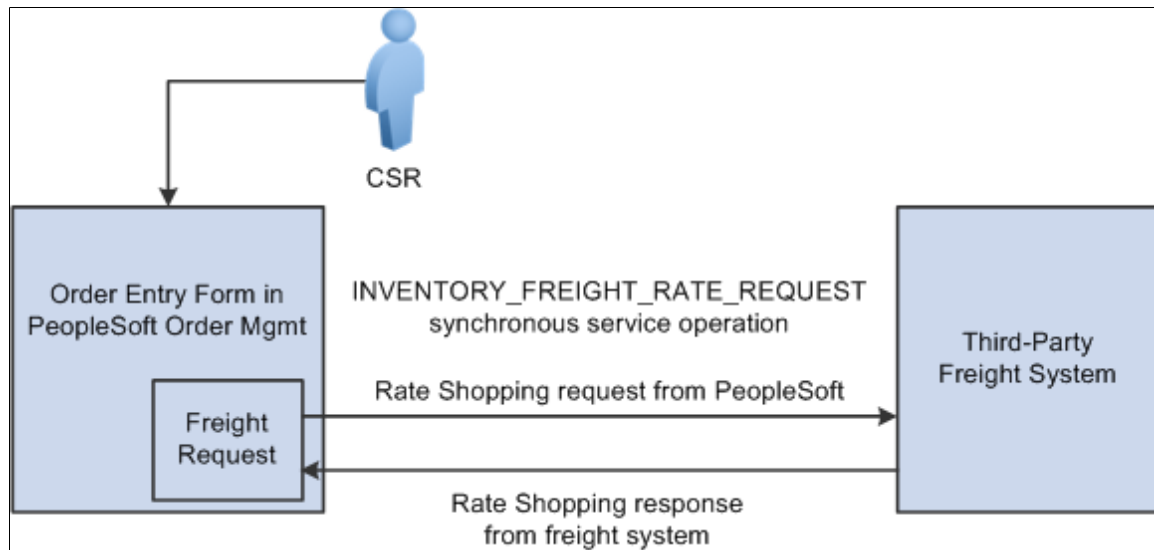 CSR
Order Entry Form in
PeopleSoft Order Mgmt
Freight
Request
INVENTORY_FREIGHT_RATE_REQUEST
synchronous service operation
Rate Shopping request from PeopleSoft
Rate Shopping response
from freight system
Third-Party
Freight System